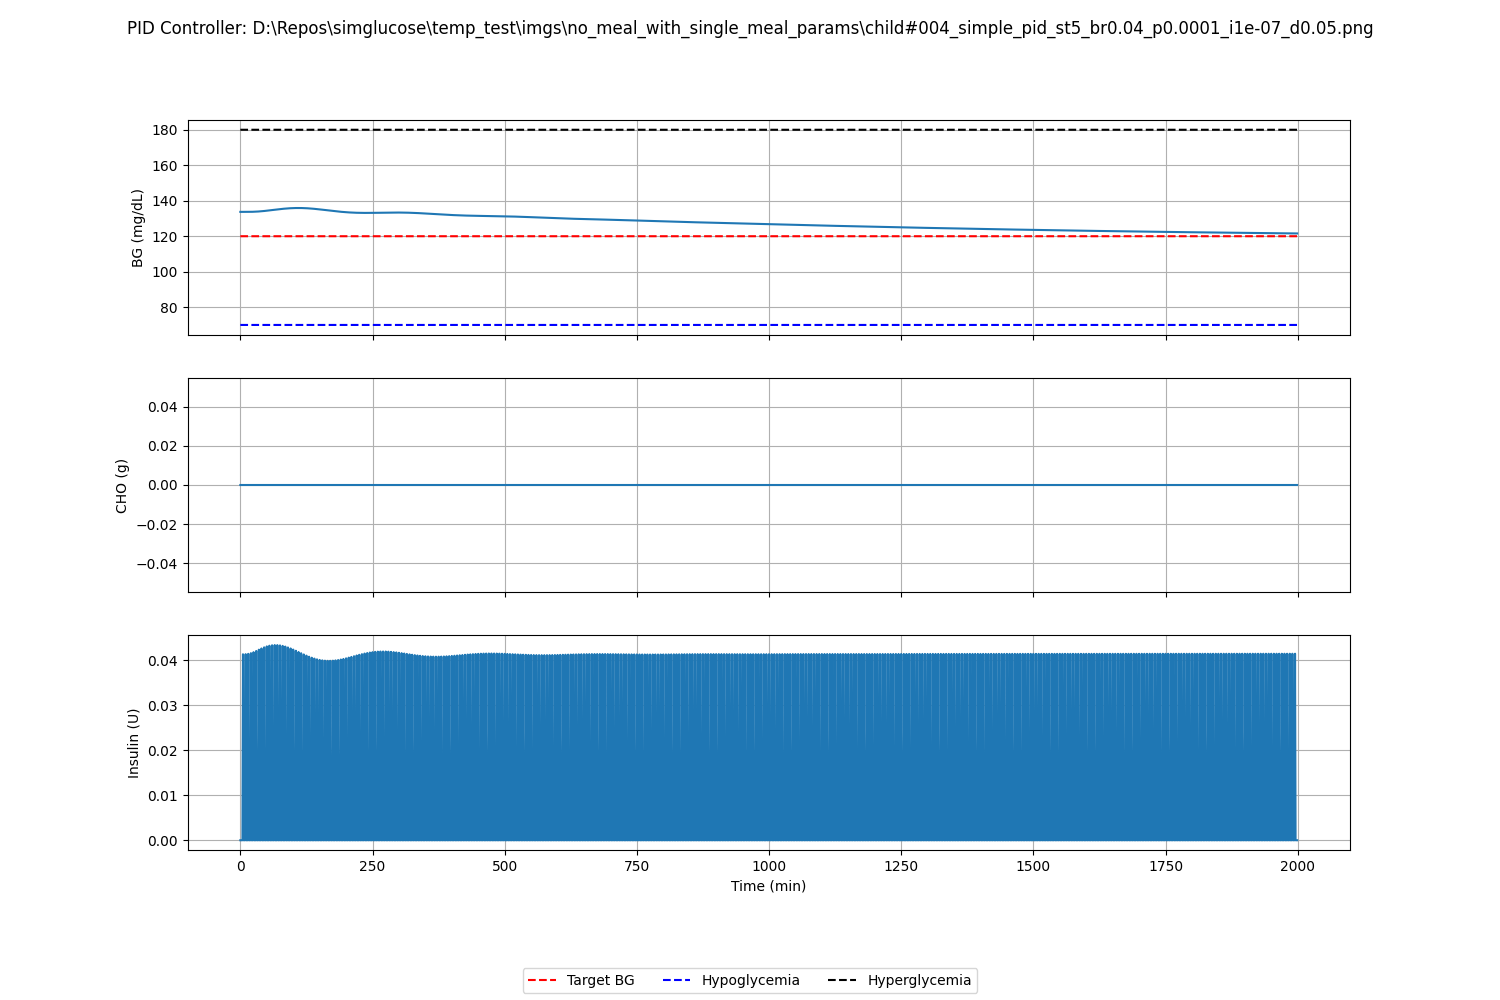 PID Controller: D:\Repos\simglucose\temp_test\imgs\no_meal_with_single_meal_params\child#004_simple_pid_st5_br0.04_p0.0001_i1e-07_d0.05.png
180
160
140
120
100
80
BG (mg/dL)
0.04
0.02
0.00
−0.02
−0.04
CHO (g)
0.04
0.03
0.02
0.01
0.00
Insulin (U)
0 250 500 750 1000 1250 1500 1750 2000
Time (min)
Target BG Hypoglycemia Hyperglycemia